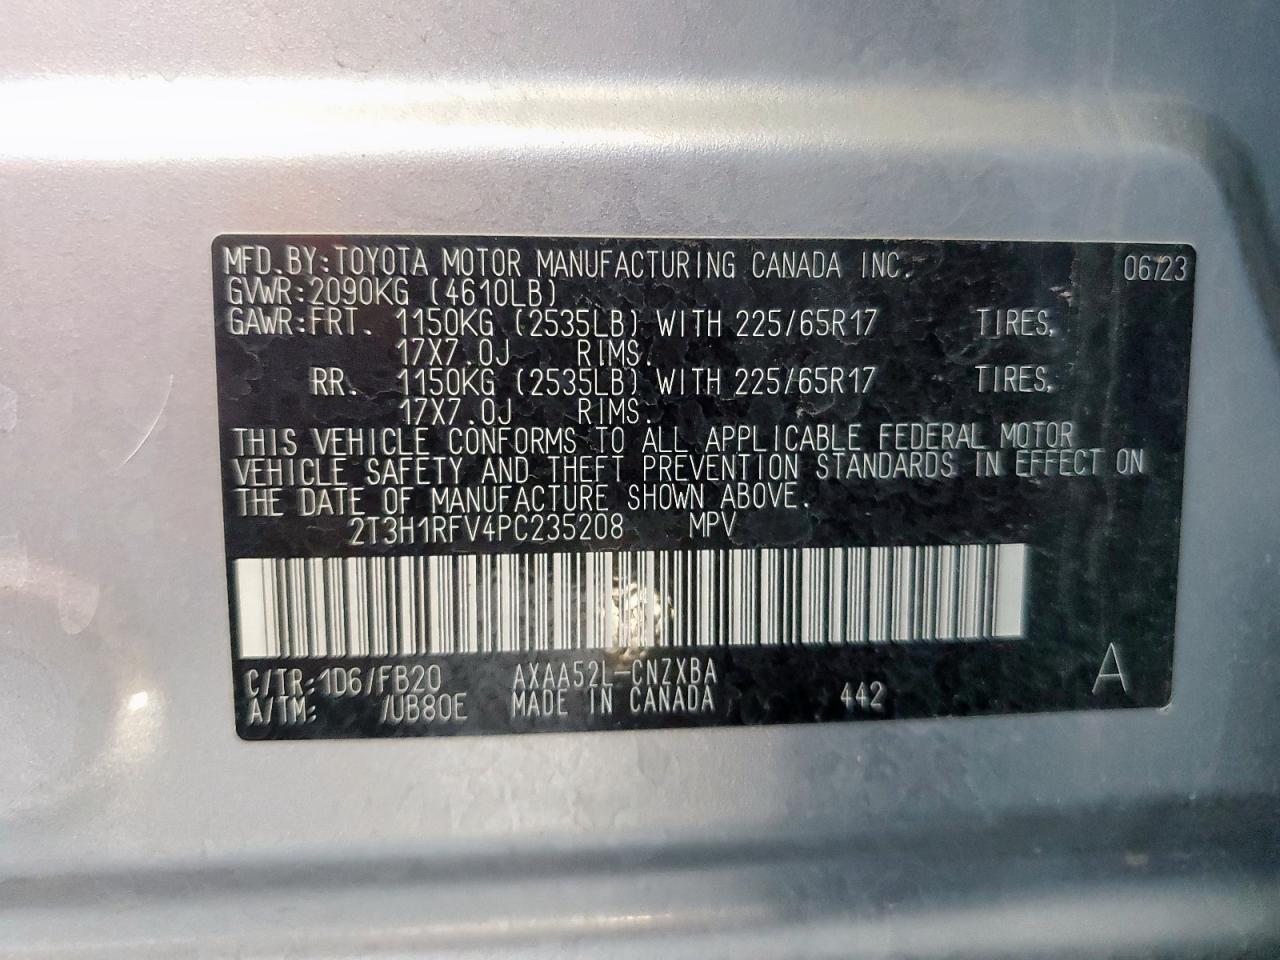 MFD.BY:TOYOTA MOTOR MANUFACTURING CANADA INC. 06/23
GVWR:2090KG (4610LB)
GAWR:FRT. 1150KG (2535LB) WITH 225/65R17 TIRES,
17X7.0J RIMS.
RR. 1150KG (2535LB) WITH 225/65R17 TIRES,
17X7.0J RIMS.
THIS VEHICLE CONFORMS TO ALL APPLICABLE FEDERAL MOTOR
VEHICLE SAFETY AND THEFT PREVENTION STANDARDS IN EFFECT ON
THE DATE OF MANUFACTURE SHOWN ABOVE.
2T3H1RFV4PC235208 MPV
C/TR:1D6/FB20 AXAA52L-CNZXBA A
A/TM: /UB80E MADE IN CANADA 442